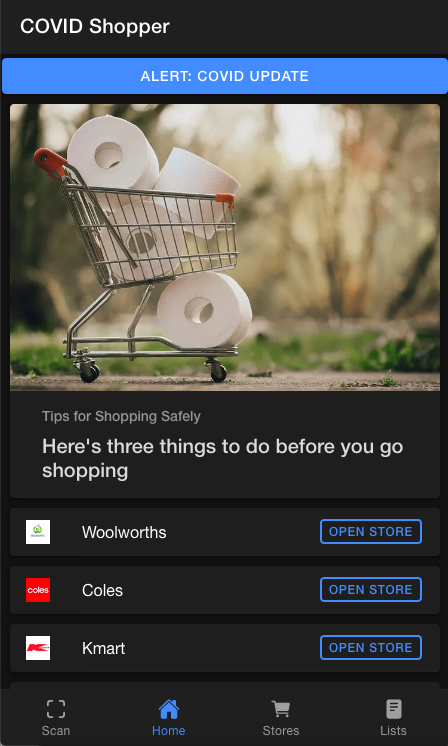 COVID Shopper
ALERT: COVID UPDATE
Tips for Shopping Safely
Here's three things to do before you go
shopping
Woolworths OPEN STORE
coles Coles OPEN STORE
Kmart OPEN STORE
Scan Home Stores Lists